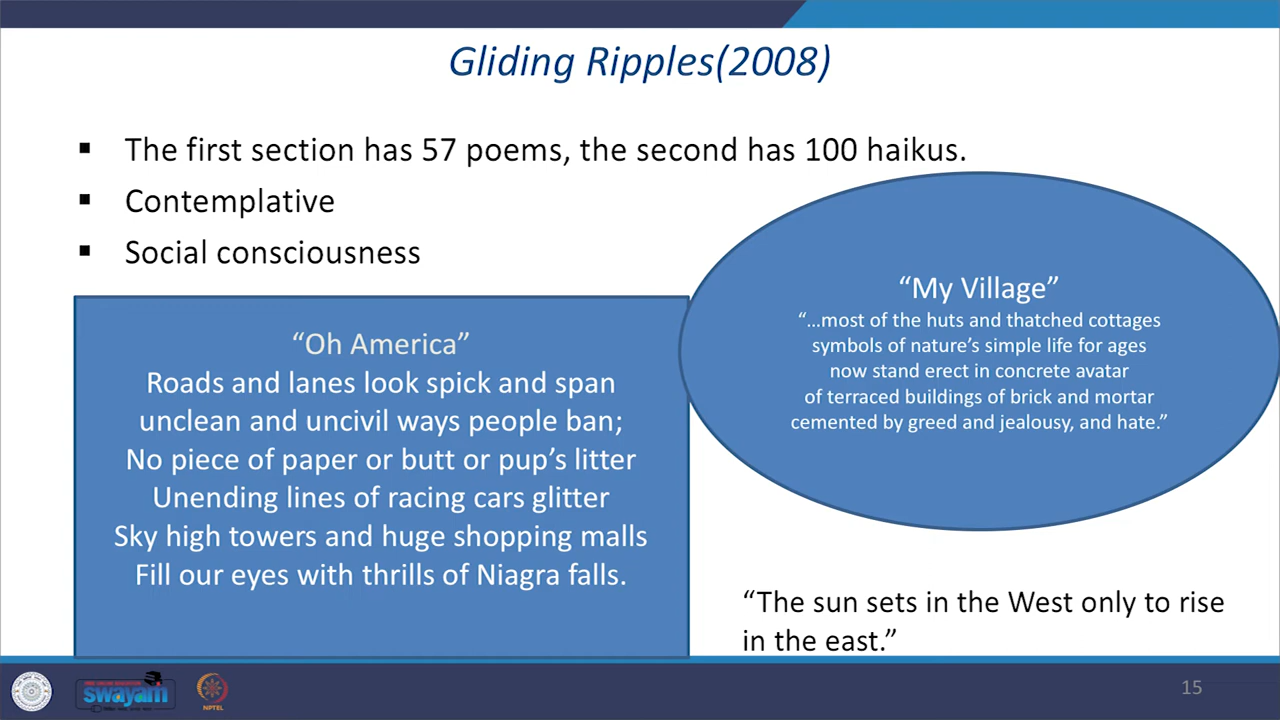 Gliding Ripples(2008)
▪ The first section has 57 poems, the second has 100 haikus.
▪ Contemplative
▪ Social consciousness
“Oh America”
Roads and lanes look spick and span
unclean and uncivil ways people ban;
No piece of paper or butt or pup’s litter
Unending lines of racing cars glitter
Sky high towers and huge shopping malls
Fill our eyes with thrills of Niagra falls.
“My Village”
“...most of the huts and thatched cottages
symbols of nature’s simple life for ages
now stand erect in concrete avatar
of terraced buildings of brick and mortar
cemented by greed and jealousy, and hate.”
“The sun sets in the West only to rise
in the east.”
swayam
NPTEL
15